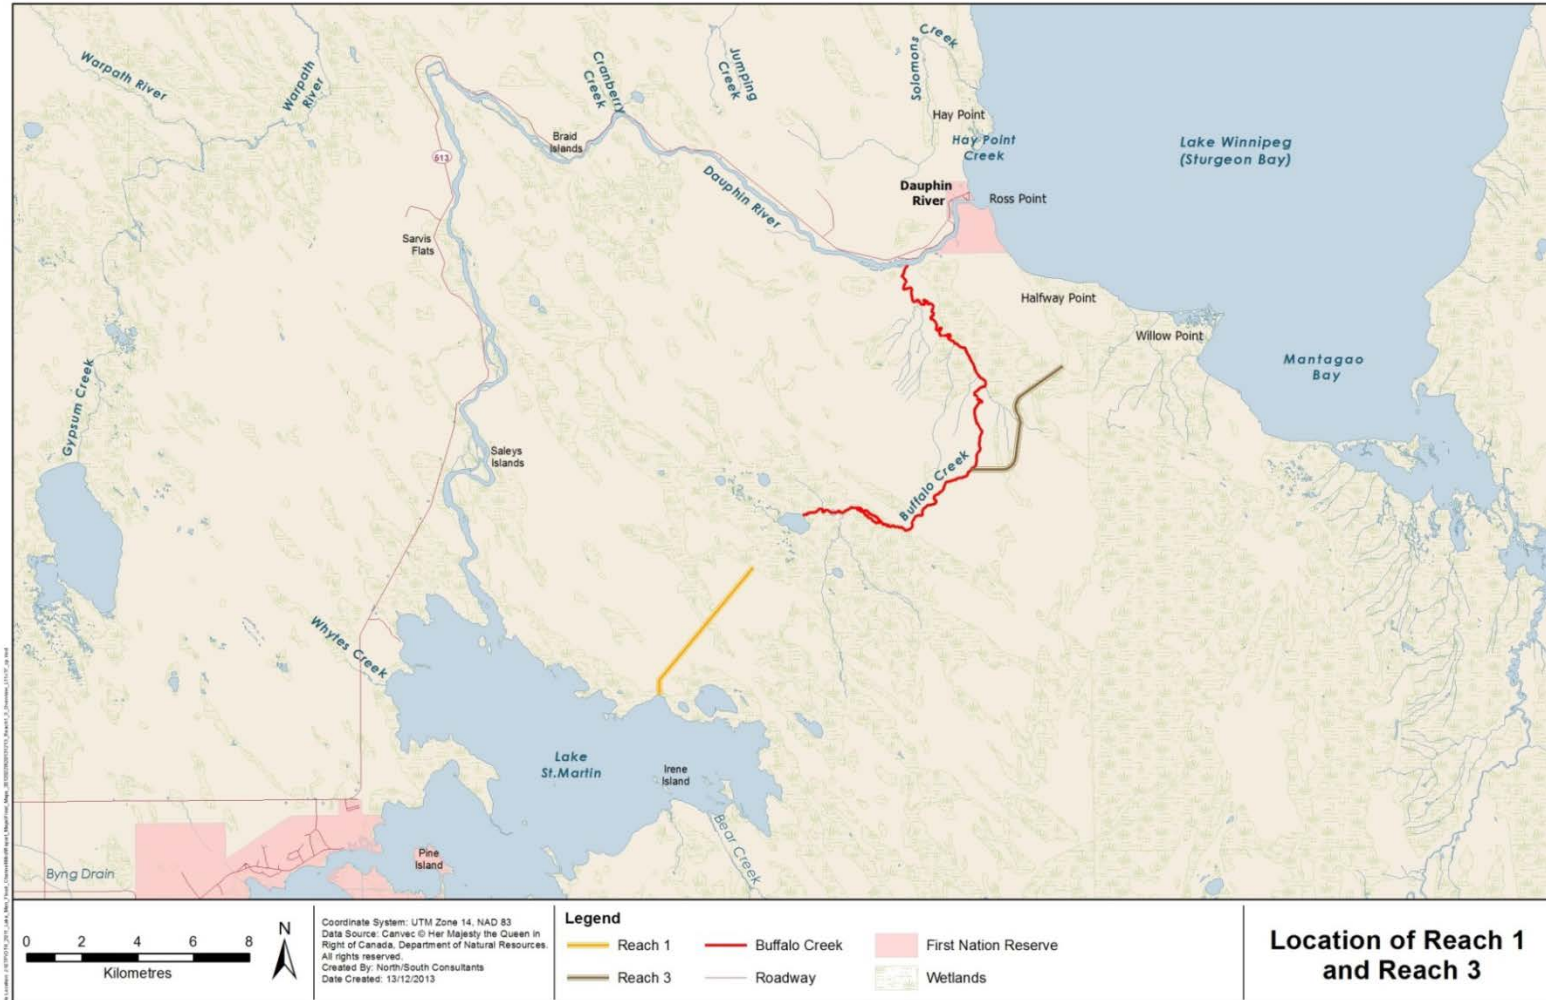 Warpath River
Warpath
River
Cranberry
Creek
Jumping
Creek
Solomons
Creek
Hay Point
Hay Point
Creek
Lake Winnipeg
(Sturgeon Bay)
Braid
Islands
513
Dauphin River
Dauphin
River
Ross Point
Sarvis
Flats
Halfway Point
Willow Point
Mantagao
Bay
Gypsum Creek
Saleys
Islands
Buffalo Creek
Whytes Creek
Lake
St.Martin
Irene
Island
Bear Creek
Pine
Island
Byng Drain
0 2 4 6 8
Kilometres
N
Coordinate System: UTM Zone 14, NAD 83
Data Source: Canvec © Her Majesty the Queen in
Right of Canada, Department of Natural Resources.
All rights reserved.
Created By: North/South Consultants
Date Created: 13/12/2013
Legend
Reach 1
Buffalo Creek
First Nation Reserve
Reach 3
Roadway
Wetlands
Location of Reach 1
and Reach 3